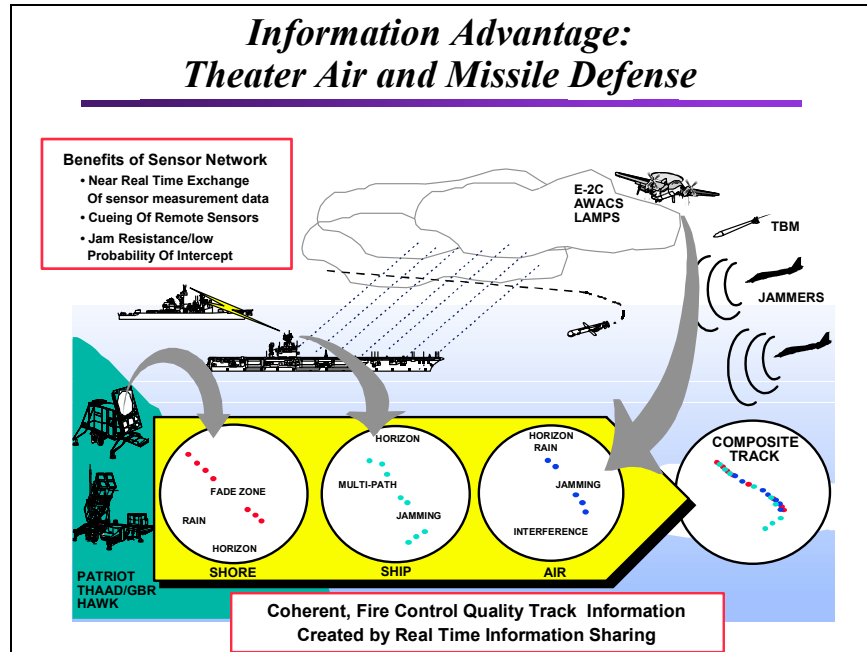 Information Advantage:
Theater Air and Missile Defense
Benefits of Sensor Network
• Near Real Time Exchange
Of sensor measurement data
• Cueing Of Remote Sensors
• Jam Resistance/low
Probability Of Intercept
E-2C
AWACS
LAMPS
TBM
JAMMERS
HORIZON
FADE ZONE
RAIN
HORIZON
SHORE
MULTI-PATH
JAMMING
SHIP
HORIZON
RAIN
JAMMING
INTERFERENCE
AIR
COMPOSITE
TRACK
PATRIOT
THAAD/GBR
HAWK
Coherent, Fire Control Quality Track Information
Created by Real Time Information Sharing